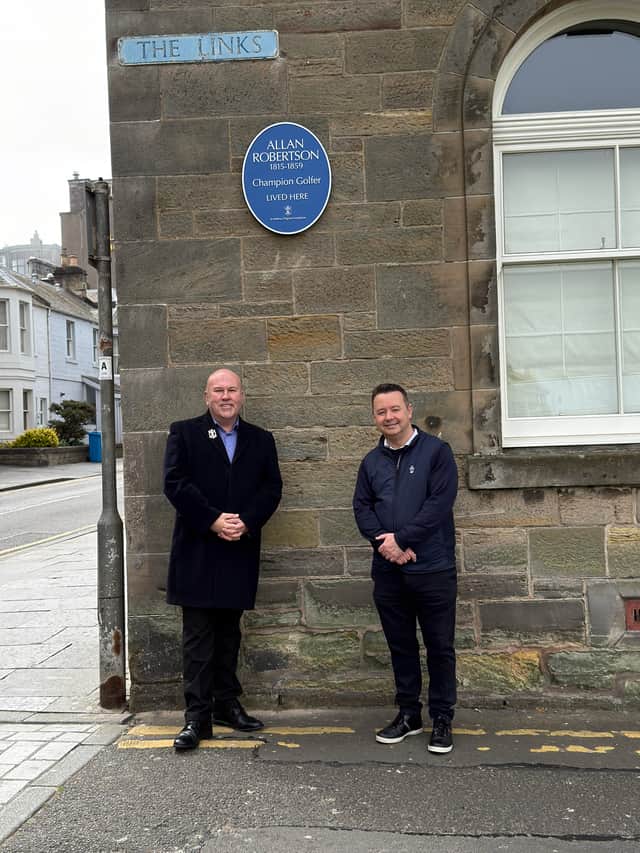 THE LINKS
ALLAN
ROBERTSON
1815-1859
Champion Golfer
LIVED HERE
A